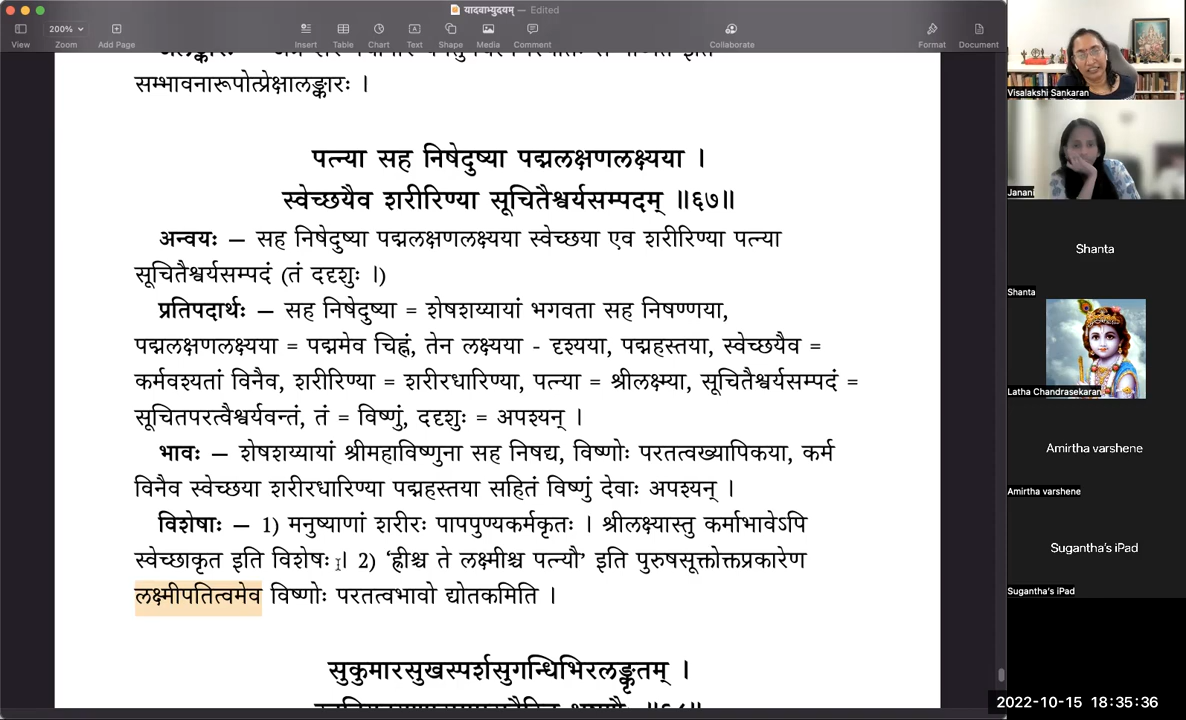 यादवाभ्युदयम् — Edited
200%
View
Zoom
Add Page
Insert
Table
Chart
Text
Shape
Media
Comment
Collaborate
Format
Document
सम्भावनारूपोत्प्रेक्षालङ्कारः ।
पत्न्या सह निषेदुष्या पद्मलक्षणलक्ष्यया ।
स्वेच्छयैव शरीरिण्या सूचितैश्वर्यसम्पदम् ॥६७॥
अन्वयः — सह निषेदुष्या पद्मलक्षणलक्ष्यया स्वेच्छया एव शरीरिण्या पत्न्या
सूचितैश्वर्यसम्पदं (तं ददृशुः ।)
प्रतिपदार्थः — सह निषेदुष्या = शेषशय्यायां भगवता सह निषण्णया,
पद्मलक्षणलक्ष्यया = पद्ममेव चिह्नं, तेन लक्ष्यया - दृश्यया, पद्महस्तया, स्वेच्छयैव =
कर्मवश्यतां विनैव, शरीरिण्या = शरीरधारिण्या, पत्न्या = श्रीलक्ष्म्या, सूचितैश्वर्यसम्पदं =
सूचितपरत्वैश्वर्यवन्तं, तं = विष्णुं, ददृशुः = अपश्यन् ।
भावः — शेषशय्यायां श्रीमहाविष्णुना सह निषद्य, विष्णोः परतत्वख्यापिकया, कर्म
विनैव स्वेच्छया शरीरधारिण्या पद्महस्तया सहितं विष्णुं देवाः अपश्यन् ।
विशेषाः — 1) मनुष्याणां शरीरः पापपुण्यकर्मकृतः । श्रीलक्ष्यास्तु कर्माभावेऽपि
स्वेच्छाकृत इति विशेषः । 2) ‘ह्रीश्च ते लक्ष्मीश्च पत्न्यौ’ इति पुरुषसूक्तोक्तप्रकारेण
लक्ष्मीपतित्वमेव विष्णोः परतत्वभावो द्योतकमिति ।
सुकुमारसुखस्पर्शसुगन्धिभिरलङ्कृतम् ।
Visalakshi Sankaran
Janani
Shanta
Shanta
Latha Chandrasekaran
Amirtha varshene
Amirtha varshene
Sugantha's iPad
Sugantha's iPad
2022-10-15 18:35:36